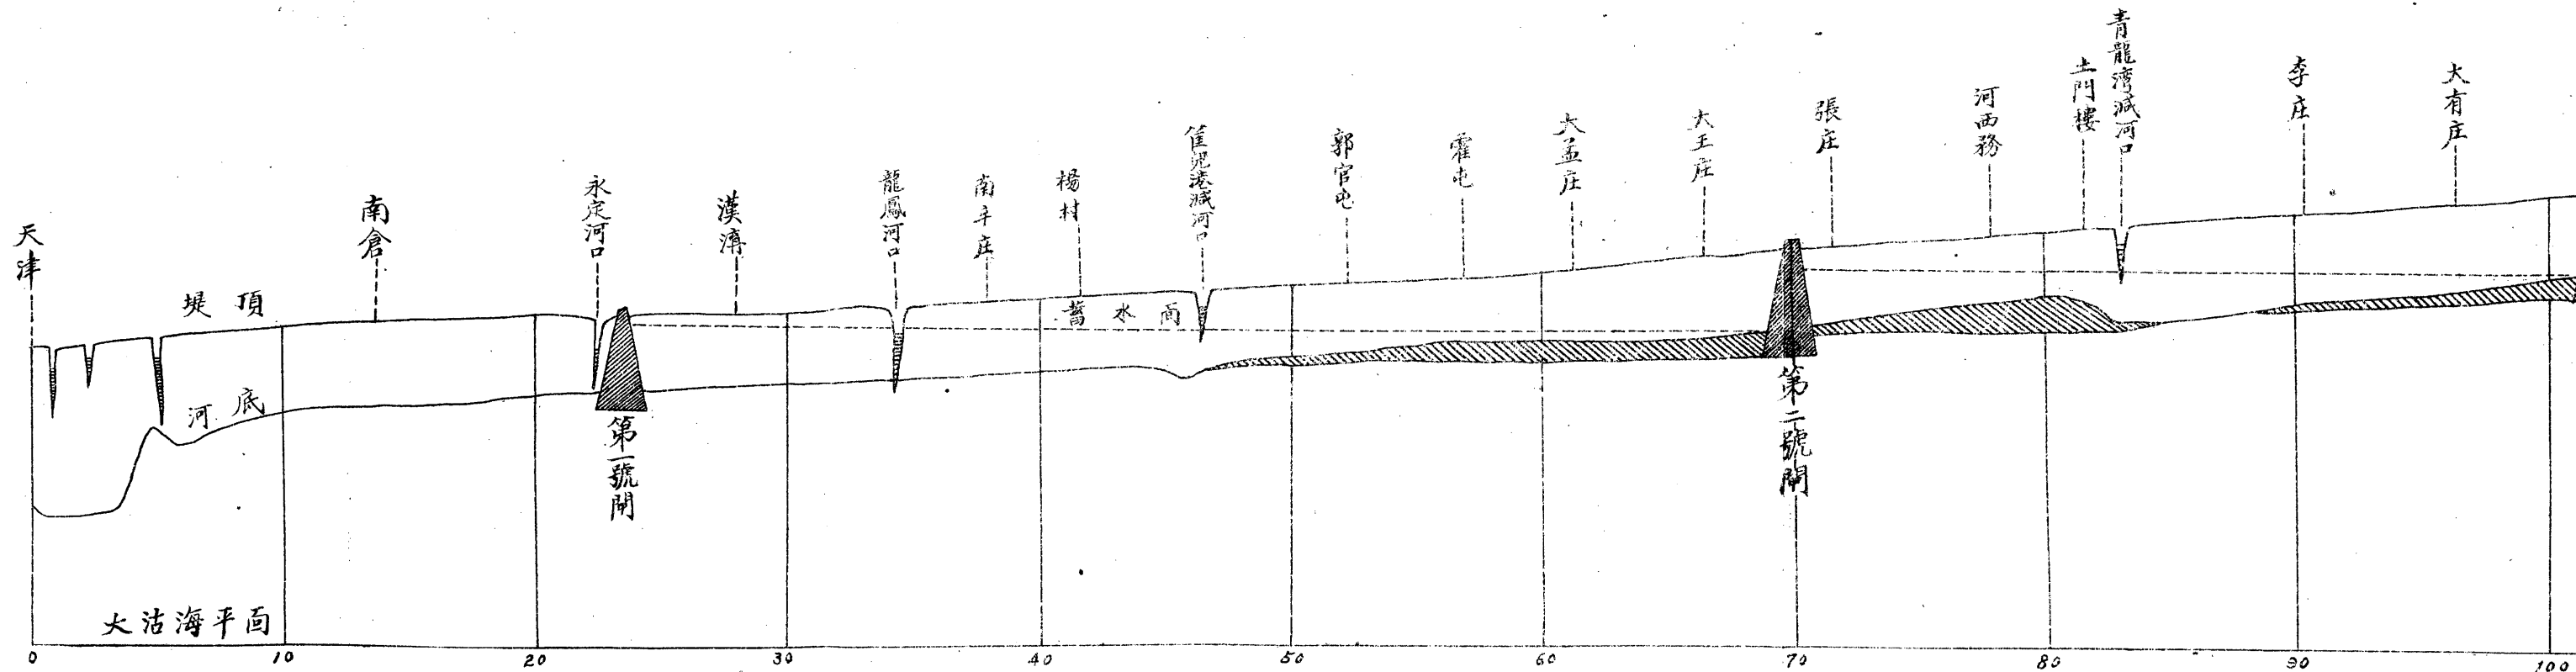 天津
南倉
永定河口
漢溝
龍鳳河口
南辛庄
楊村
筐児港減河口
郭官屯
霍屯
大孟庄
大王庄
張庄
河西務
土門樓
青龍湾減河口
李庄
大有庄
堤頂
蓄水面
河底
第一號閘
第二號閘
大沽海平面
0 10 20 30 40 50 60 70 80 90 100